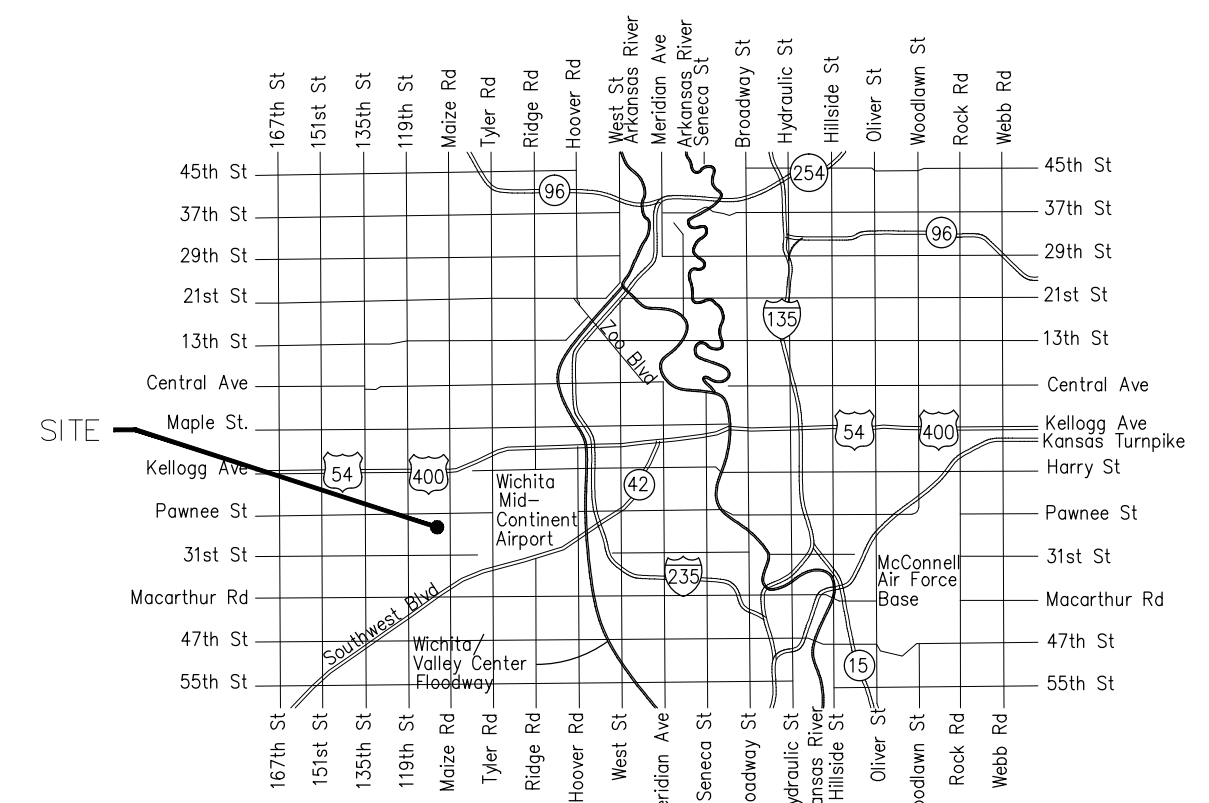 167th St
151st St
135th St
119th St
Maize Rd
Tyler Rd
Ridge Rd
Hoover Rd
West St
Arkansas River
Meridian Ave
Arkansas River
Seneca St
Broadway St
Hydraulic St
Hillside St
Oliver St
Woodlawn St
Rock Rd
Webb Rd
45th St
254
45th St
96
37th St
37th St
96
29th St
29th St
21st St
21st St
135
13th St
13th St
Zoo Blvd
Central Ave
Central Ave
Maple St.
SITE
Kellogg Ave
54
400
Kansas Turnpike
Kellogg Ave
54
400
Harry St
Wichita
Mid-
Continent
Airport
42
Pawnee St
Pawnee St
31st St
31st St
McConnell
Air Force
Base
235
Macarthur Rd
Macarthur Rd
Southwest Blvd
47th St
47th St
Wichita/
Valley Center
Floodway
15
55th St
55th St
167th St
151st St
135th St
119th St
Maize Rd
Tyler Rd
Ridge Rd
Hoover Rd
West St
eridian Ave
Seneca St
oadway St
ydraulic St
ansas River
Hillside St
Oliver St
oodlawn St
Rock Rd
Webb Rd